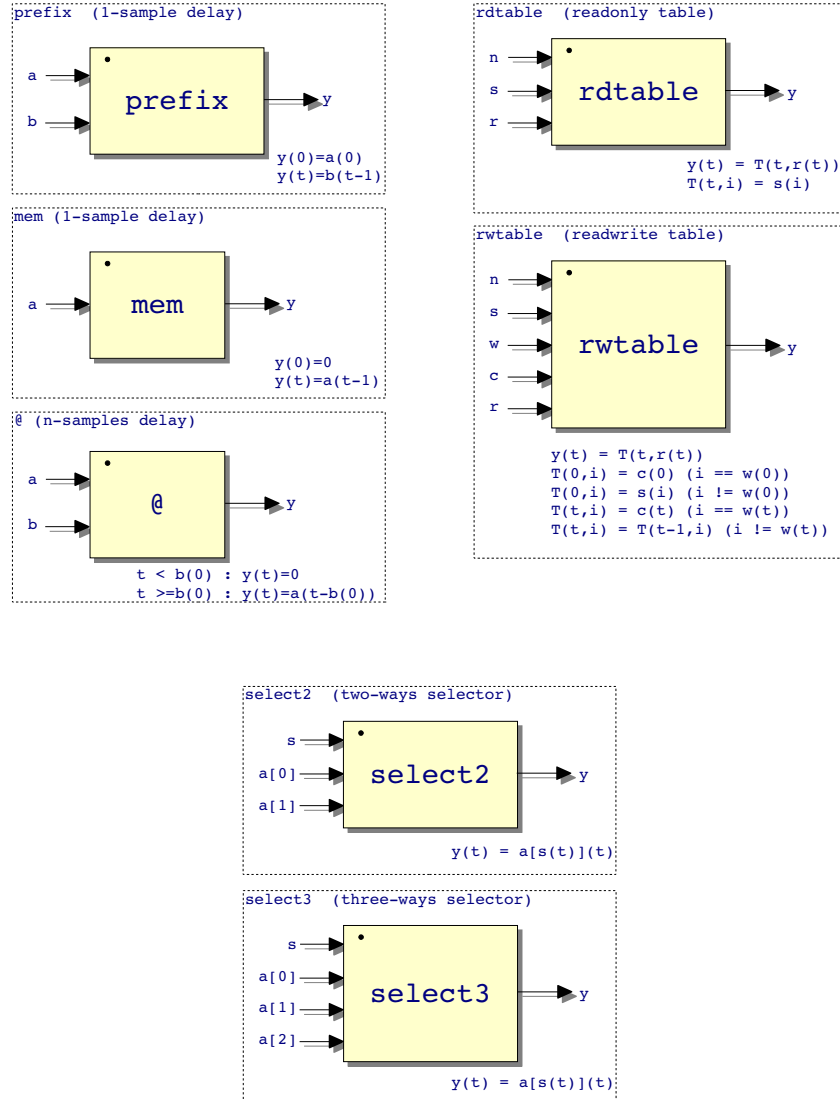 prefix  (1-sample delay)
a
b
prefix
y
y(0)=a(0)
y(t)=b(t-1)
mem (1-sample delay)
a
mem
y
y(0)=0
y(t)=a(t-1)
@ (n-samples delay)
a
b
@
y
t < b(0) : y(t)=0
t >=b(0) : y(t)=a(t-b(0))
rdtable  (readonly table)
n
s
r
rdtable
y
y(t) = T(t,r(t))
T(t,i) = s(i)
rwtable  (readwrite table)
n
s
w
c
r
rwtable
y
y(t) = T(t,r(t))
T(0,i) = c(0) (i == w(0))
T(0,i) = s(i) (i != w(0))
T(t,i) = c(t) (i == w(t))
T(t,i) = T(t-1,i) (i != w(t))
select2  (two-ways selector)
s
a[0]
a[1]
select2
y
y(t) = a[s(t)](t)
select3  (three-ways selector)
s
a[0]
a[1]
a[2]
select3
y
y(t) = a[s(t)](t)